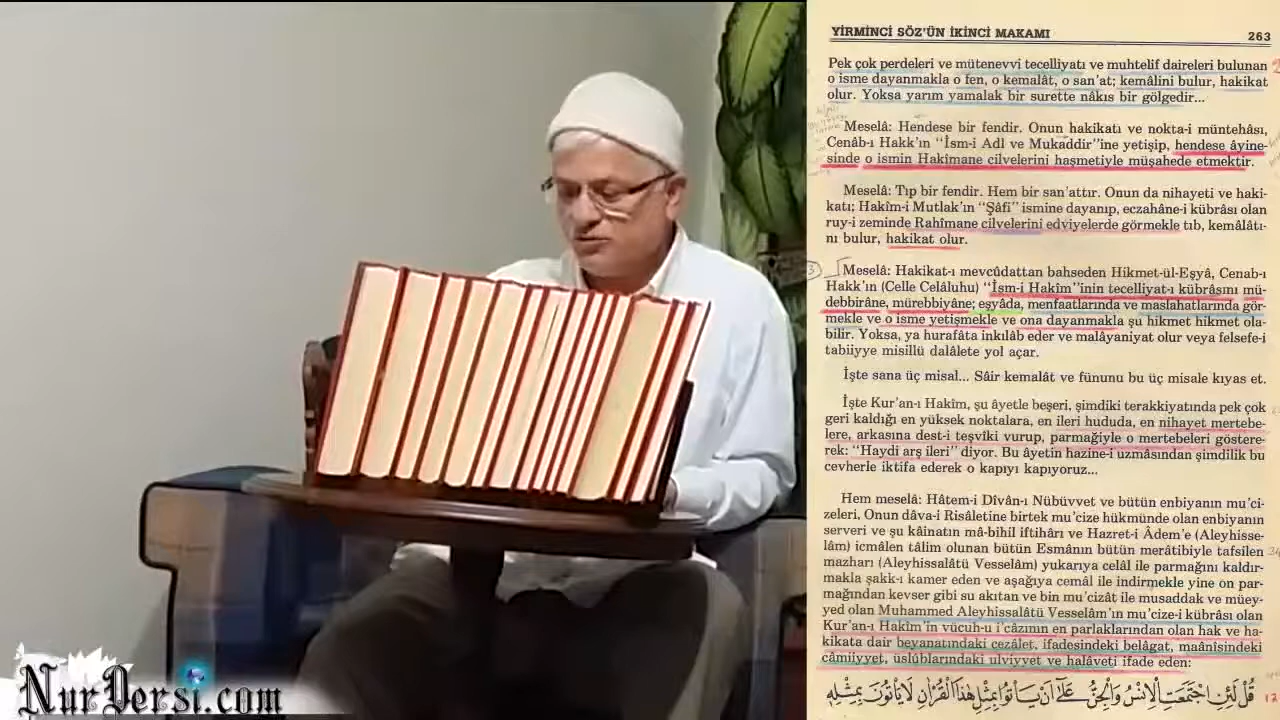 YİRMİNCİ SÖZ'ÜN İKİNCİ MAKAMI 263
Pek çok perdeleri ve mütenevvi tecelliyatı ve muhtelif daireleri bulunan
o isme dayanmakla o fen, o kemalât, o san'at; kemâlini bulur, hakikat
olur. Yoksa yarım yamalak bir surette nâkıs bir gölgedir...
Meselâ: Hendese bir fendir. Onun hakikatı ve nokta-i müntehâsı,
Cenâb-ı Hakk'ın "İsm-i Adl ve Mukaddir"ine yetişip, hendese âyine-
sinde o ismin Hakîmane cilvelerini haşmetiyle müşahede etmektir.
Meselâ: Tıp bir fendir. Hem bir san'attır. Onun da nihayeti ve haki-
katı; Hakîm-i Mutlak'ın "Şâfi" ismine dayanıp, eczahâne-i kübrâsı olan
ruy-i zeminde Rahîmane cilvelerini edviyelerde görmekle tıb, kemâlâtı-
nı bulur, hakikat olur.
Meselâ: Hakikat-ı mevcûdattan bahseden Hikmet-ül-Eşyâ, Cenab-ı
Hakk'ın (Celle Celâluhu) "İsm-i Hakîm"inin tecelliyat-ı kübrâsını mü-
debbirâne, mürebbiyâne; eşyâda, menfaatlarında ve maslahatlarında gör-
mekle ve o isme yetişmekle ve ona dayanmakla şu hikmet hikmet ola-
bilir. Yoksa, ya hurafâta inkılâb eder ve malâyaniyat olur veya felsefe-i
tabiiyye misillü dalâlete yol açar.
İşte sana üç misal... Sâir kemalât ve fünunu bu üç misale kıyas et.
İşte Kur'an-ı Hakîm, şu âyetle beşeri, şimdiki terakkiyatında pek çok
geri kaldığı en yüksek noktalara, en ileri hududa, en nihayet mertebe-
lere, arkasına dest-i teşvîki vurup, parmağiyle o mertebeleri göstere-
rek: "Haydi arş ileri" diyor. Bu âyetin hazine-i uzmâsından şimdilik bu
cevherle iktifa ederek o kapıyı kapıyoruz...
Hem meselâ: Hâtem-i Dîvân-ı Nübüvvet ve bütün enbiyanın mu'ci-
zeleri, Onun dâva-i Risâletine birtek mu'cize hükmünde olan enbiyanın
serveri ve şu kâinatın mâ-bihil iftihârı ve Hazret-i Âdem'e (Aleyhisse-
lâm) icmâlen tâlim olunan bütün Esmânın bütün merâtibiyle tafsilen
mazharı (Aleyhissalâtü Vesselâm) yukarıya celâl ile parmağını kaldır-
makla şakk-ı kamer eden ve aşağıya cemâl ile indirmekle yine on par-
mağından kevser gibi su akıtan ve bin mu'cizât ile musaddak ve müey-
yed olan Muhammed Aleyhissalâtü Vesselâm'ın mu'cize-i kübrâsı olan
Kur'an-ı Hakîm'in vücuh-u i'câzının en parlaklarından olan hak ve ha-
kikata dair beyanatındaki cezâlet, ifadesindeki belâgat, maânîsindeki
câmiiyyet, üslûblarındaki ulviyyet ve halâveti ifade eden:
قُلْ لَئِنِ اجْتَمَعَتِ الْاِنْسُ وَالْجِنُّ عَلٰٓى اَنْ يَاْتُوا بِمِثْلِ هٰذَا الْقُرْاٰنِ لَا يَاْتُونَ بِمِثْلِهِ
NurDersi.com